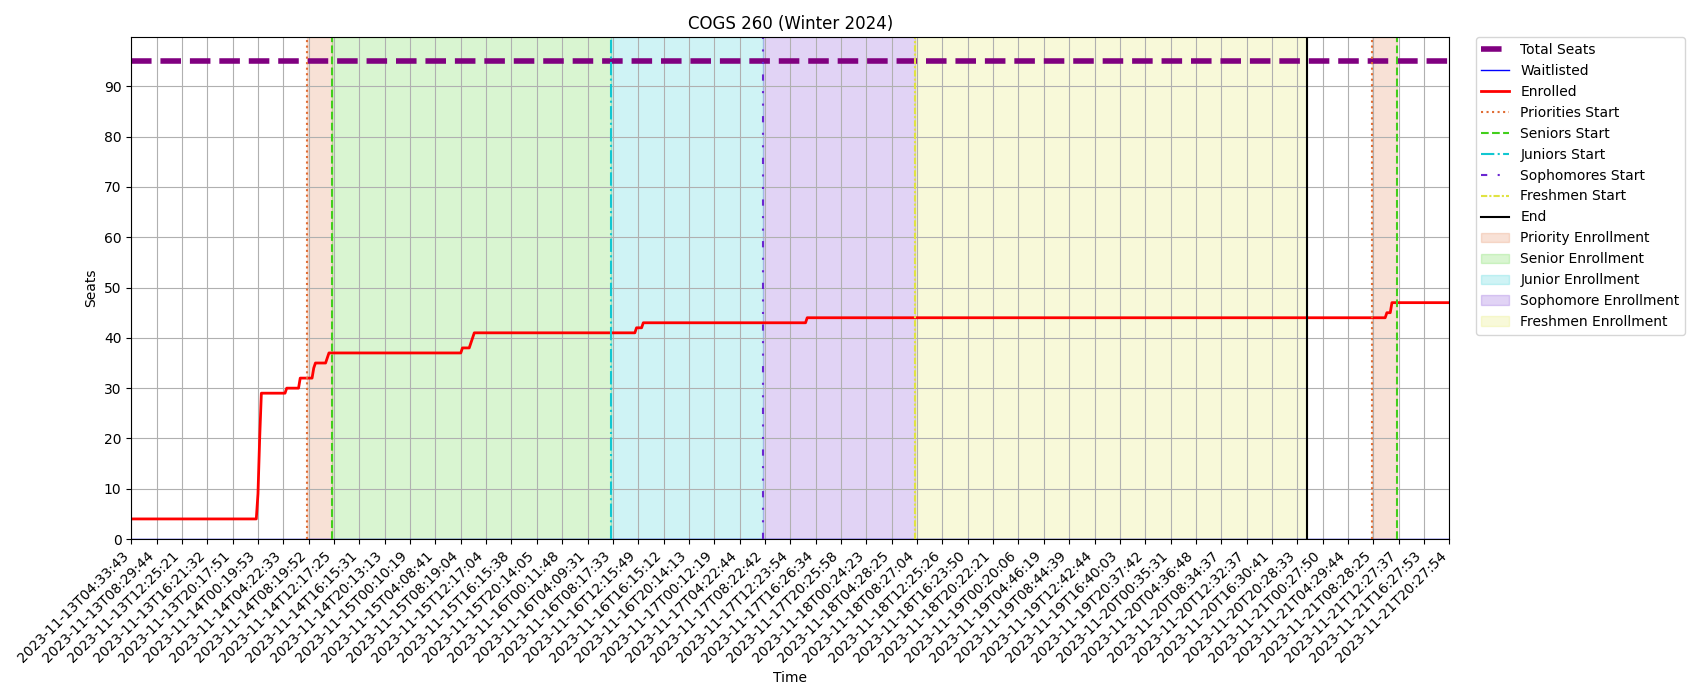 COGS 260 (Winter 2024)
Total Seats
Waitlisted
Enrolled
Priorities Start
Seniors Start
Juniors Start
Sophomores Start
Freshmen Start
End
Priority Enrollment
Senior Enrollment
Junior Enrollment
Sophomore Enrollment
Freshmen Enrollment
Seats
90
80
70
60
50
40
30
20
10
0
2023-11-13T04:33:43
2023-11-13T08:29:44
2023-11-13T12:25:21
2023-11-13T16:21:32
2023-11-13T20:17:51
2023-11-14T00:19:53
2023-11-14T04:22:33
2023-11-14T08:19:52
2023-11-14T12:17:25
2023-11-14T16:15:31
2023-11-14T20:13:13
2023-11-15T00:10:19
2023-11-15T04:08:41
2023-11-15T08:19:04
2023-11-15T12:17:04
2023-11-15T16:15:38
2023-11-15T20:14:05
2023-11-16T00:11:48
2023-11-16T04:09:31
2023-11-16T08:17:33
2023-11-16T12:15:49
2023-11-16T16:15:12
2023-11-16T20:14:13
2023-11-17T00:12:19
2023-11-17T04:22:44
2023-11-17T08:22:42
2023-11-17T12:23:54
2023-11-17T16:26:34
2023-11-17T20:25:58
2023-11-18T00:24:23
2023-11-18T04:28:25
2023-11-18T08:27:04
2023-11-18T12:25:26
2023-11-18T16:23:50
2023-11-18T20:22:21
2023-11-19T00:20:06
2023-11-19T04:46:19
2023-11-19T08:44:39
2023-11-19T12:42:44
2023-11-19T16:40:03
2023-11-19T20:37:42
2023-11-20T00:35:31
2023-11-20T04:36:48
2023-11-20T08:34:37
2023-11-20T12:32:37
2023-11-20T16:30:41
2023-11-20T20:28:33
2023-11-21T00:27:50
2023-11-21T04:29:44
2023-11-21T08:28:25
2023-11-21T12:27:37
2023-11-21T16:27:53
2023-11-21T20:27:54
Time